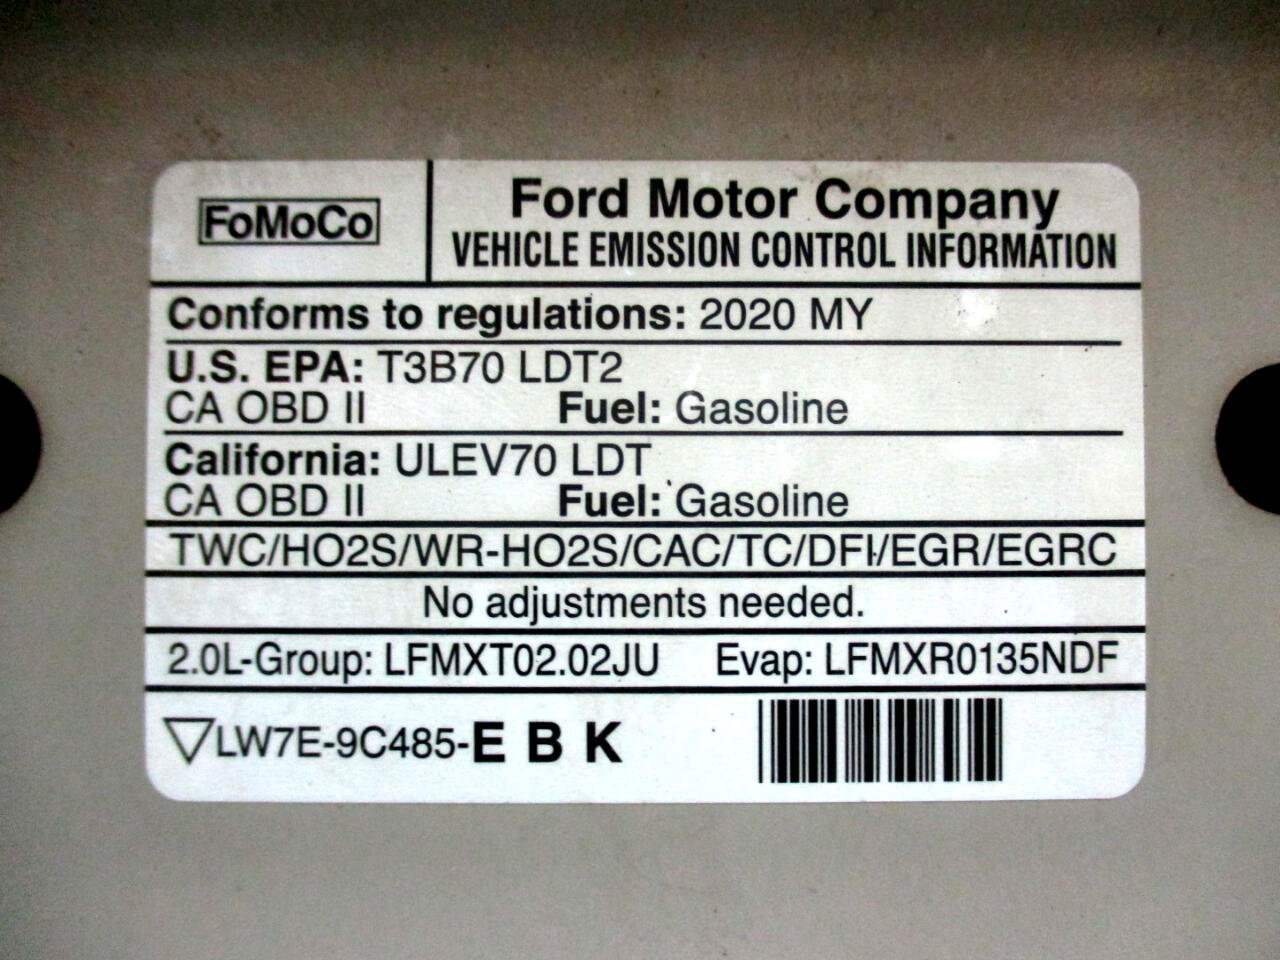 FoMoCo
Ford Motor Company
VEHICLE EMISSION CONTROL INFORMATION
Conforms to regulations: 2020 MY
U.S. EPA: T3B70 LDT2
CA OBD II Fuel: Gasoline
California: ULEV70 LDT
CA OBD II Fuel: Gasoline
TWC/HO2S/WR-HO2S/CAC/TC/DFI/EGR/EGRC
No adjustments needed.
2.0L-Group: LFMXT02.02JU Evap: LFMXR0135NDF
▽LW7E-9C485-E B K